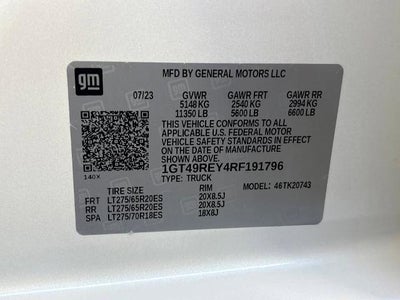 gm
MFD BY GENERAL MOTORS LLC
07/23 GVWR GAWR FRT GAWR RR
5148 KG 2540 KG 2994 KG
11350 LB 5600 LB 6600 LB
THIS VEHICLE CONFORMS TO ALL
APPLICABLE U.S. FEDERAL MOTOR
VEHICLE SAFETY STANDARDS IN
EFFECT ON THE DATE OF
MANUFACTURE SHOWN ABOVE.
1GT49REY4RF191796
140X TYPE: TRUCK MODEL: 46TK20743
TIRE SIZE RIM
FRT LT275/65R20ES 20X8.5J
RR LT275/65R20ES 20X8.5J
SPA LT275/70R18ES 18X8J